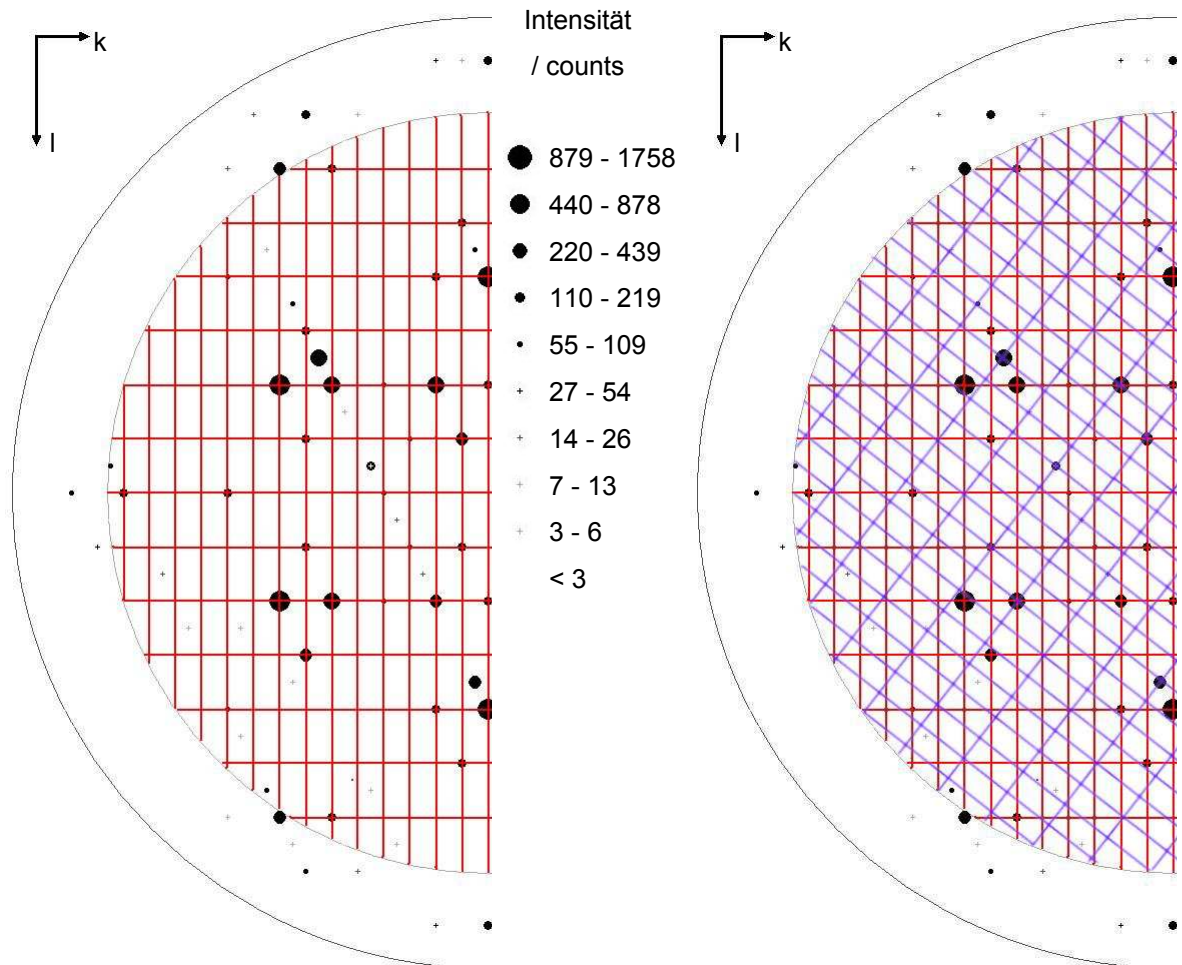 k
l
Intensität
/ counts
879 - 1758
440 - 878
220 - 439
110 - 219
55 - 109
27 - 54
14 - 26
7 - 13
3 - 6
< 3
k
l